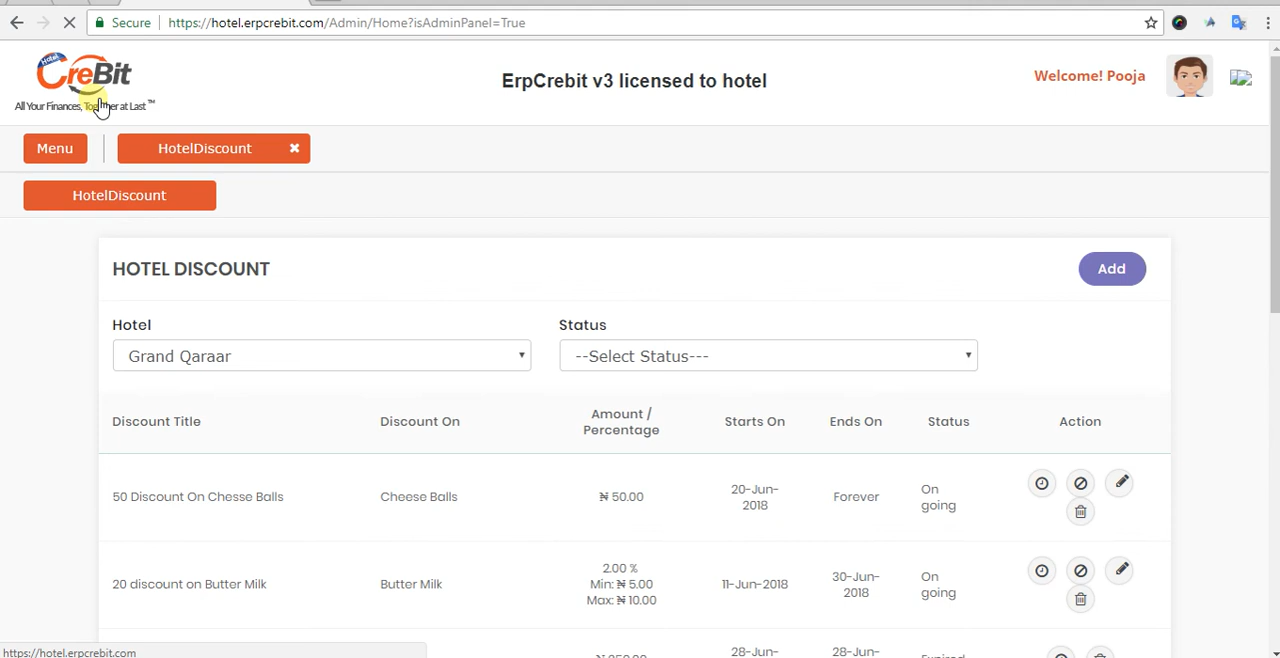 Secure
https://hotel.erpcrebit.com/Admin/Home?isAdminPanel=True
Hotel
CreBit
All Your Finances, Together at Last ™
ErpCrebit v3 licensed to hotel
Welcome! Pooja
Menu
HotelDiscount ✖
HotelDiscount
HOTEL DISCOUNT
Add
Hotel
Status
Grand Qaraar
--Select Status---
Discount Title
Discount On
Amount /
Percentage
Starts On
Ends On
Status
Action
50 Discount On Chesse Balls
Cheese Balls
₦ 50.00
20-Jun-
2018
Forever
On
going
20 discount on Butter Milk
Butter Milk
2.00 %
Min: ₦ 5.00
Max: ₦ 10.00
11-Jun-2018
30-Jun-
2018
On
going
28-Jun-
28-Jun-
https://hotel.erpcrebit.com